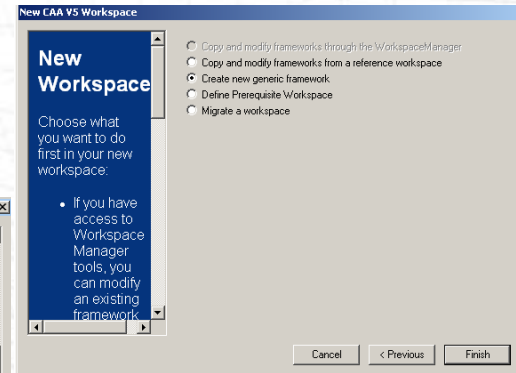 New CAA V5 Workspace
New
Workspace
Choose what
you want to do
first in your new
workspace:
• If you have
access to
Workspace
Manager
tools, you
can modify
an existing
framework
Copy and modify frameworks through the WorkspaceManager
Copy and modify frameworks from a reference workspace
Create new generic framework
Define Prerequisite Workspace
Migrate a workspace
Cancel
< Previous
Finish